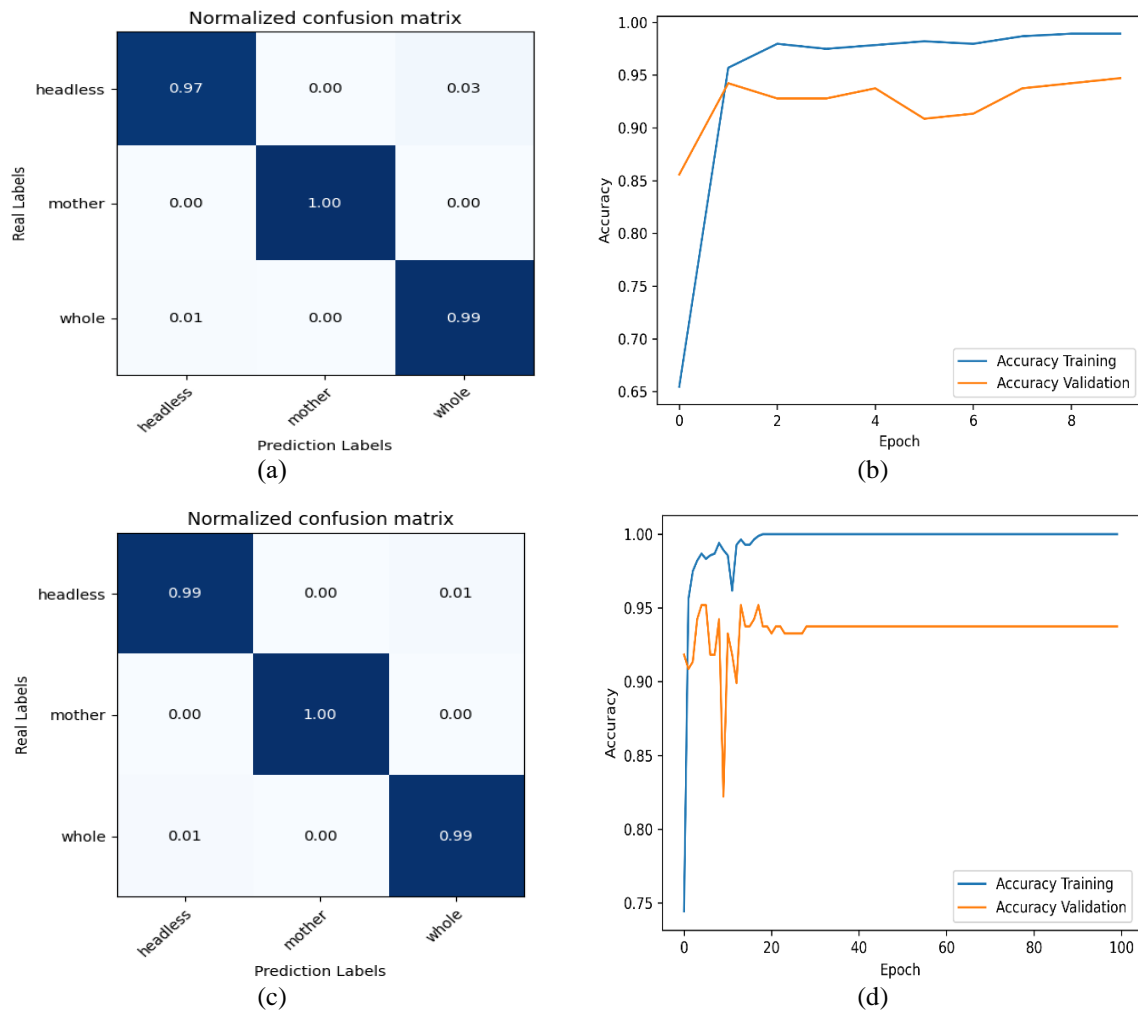 Normalized confusion matrix
Real Labels
headless 0.97 0.00 0.03
mother 0.00 1.00 0.00
whole 0.01 0.00 0.99
headless mother whole
Prediction Labels
(a)
Accuracy
1.00
0.95
0.90
0.85
0.80
0.75
0.70
0.65
Accuracy Training
Accuracy Validation
0 2 4 6 8
Epoch
(b)
Normalized confusion matrix
Real Labels
headless 0.99 0.00 0.01
mother 0.00 1.00 0.00
whole 0.01 0.00 0.99
headless mother whole
Prediction Labels
(c)
Accuracy
1.00
0.95
0.90
0.85
0.80
0.75
Accuracy Training
Accuracy Validation
0 20 40 60 80 100
Epoch
(d)